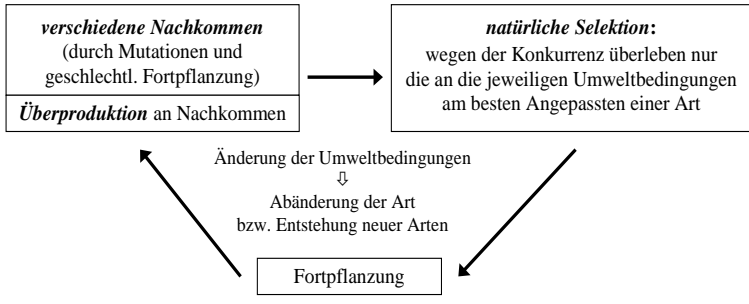 verschiedene Nachkommen
(durch Mutationen und
geschlechtl. Fortpflanzung)
Überproduktion an Nachkommen
natürliche Selektion:
wegen der Konkurrenz überleben nur
die an die jeweiligen Umweltbedingungen
am besten Angepassten einer Art
Änderung der Umweltbedingungen
⇩
Abänderung der Art
bzw. Entstehung neuer Arten
Fortpflanzung